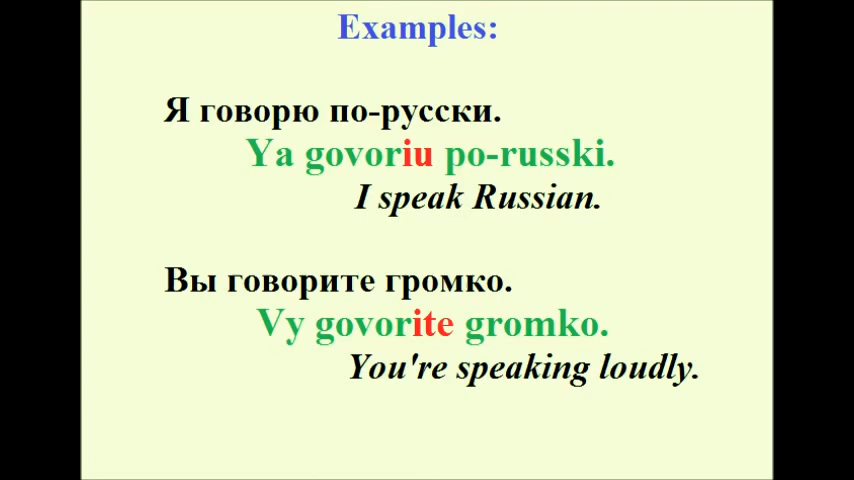 Examples:
Я говорю по-русски.
Ya govoriu po-russki.
I speak Russian.
Вы говорите громко.
Vy govorite gromko.
You're speaking loudly.